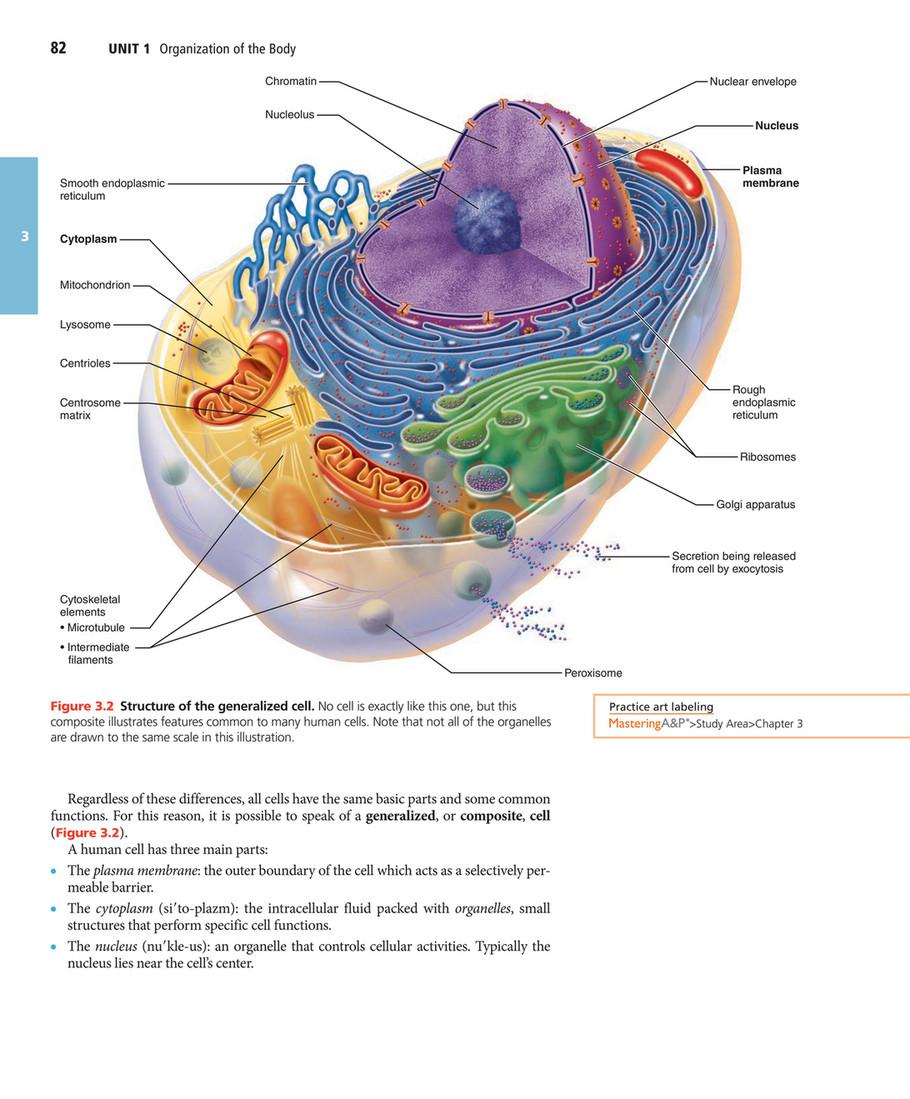 82 UNIT 1 Organization of the Body
Chromatin
Nucleolus
Smooth endoplasmic
reticulum
Cytoplasm
Mitochondrion
Lysosome
Centrioles
Centrosome
matrix
Cytoskeletal
elements
• Microtubule
• Intermediate
filaments
Nuclear envelope
Nucleus
Plasma
membrane
Rough
endoplasmic
reticulum
Ribosomes
Golgi apparatus
Secretion being released
from cell by exocytosis
Peroxisome
3
Figure 3.2 Structure of the generalized cell. No cell is exactly like this one, but this
composite illustrates features common to many human cells. Note that not all of the organelles
are drawn to the same scale in this illustration.
Practice art labeling
MasteringA&P®>Study Area>Chapter 3
Regardless of these differences, all cells have the same basic parts and some common
functions. For this reason, it is possible to speak of a generalized, or composite, cell
(Figure 3.2).
A human cell has three main parts:
• The plasma membrane: the outer boundary of the cell which acts as a selectively per-
meable barrier.
• The cytoplasm (si′to-plazm): the intracellular fluid packed with organelles, small
structures that perform specific cell functions.
• The nucleus (nu′kle-us): an organelle that controls cellular activities. Typically the
nucleus lies near the cell's center.